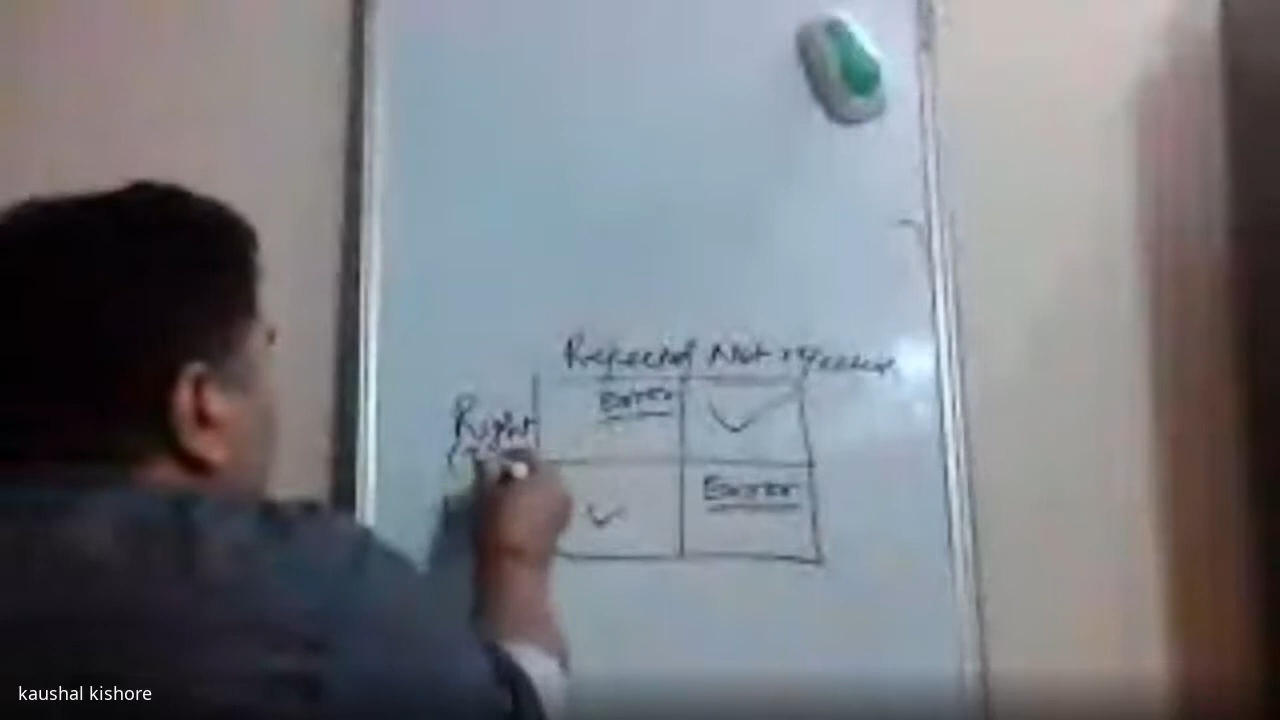 Rejected Not rejected
Right Error ✓
✓ Error
kaushal kishore